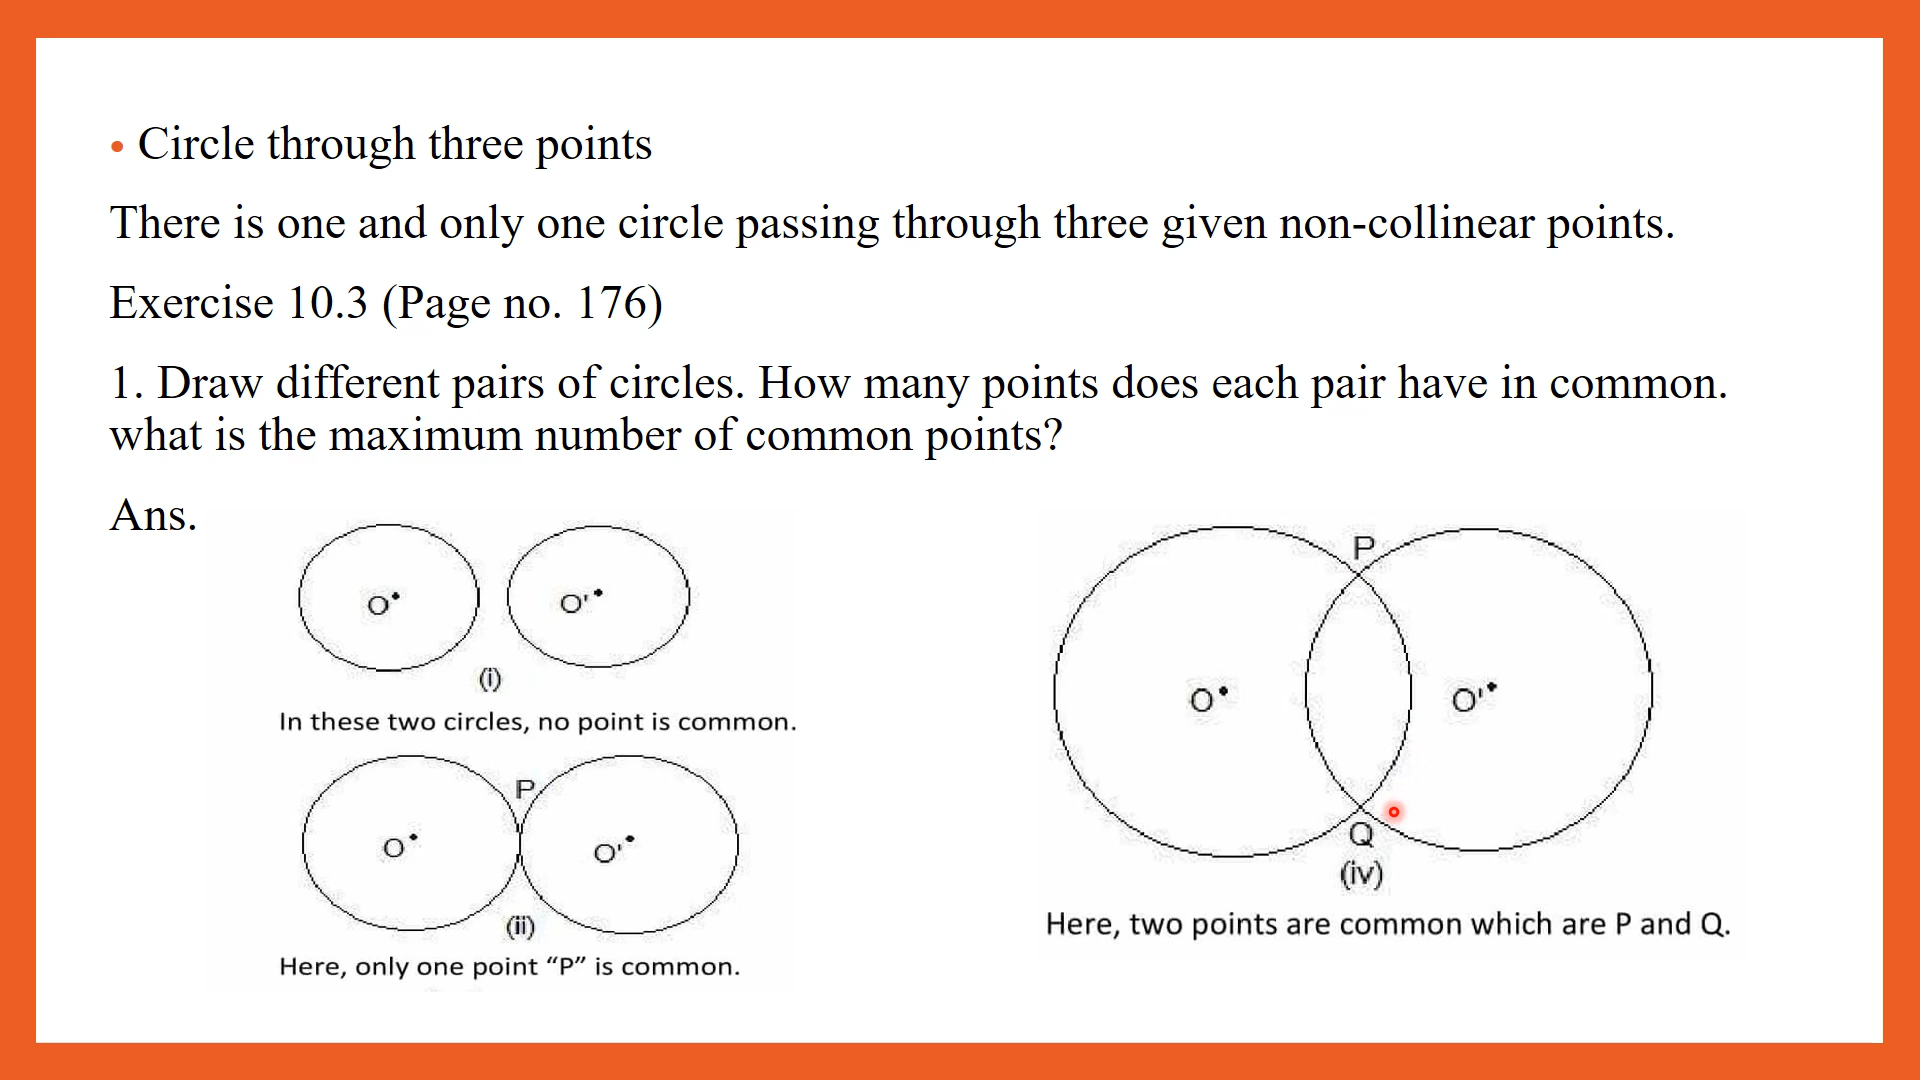 • Circle through three points
There is one and only one circle passing through three given non-collinear points.
Exercise 10.3 (Page no. 176)
1. Draw different pairs of circles. How many points does each pair have in common.
what is the maximum number of common points?
Ans.
O O'
(i)
In these two circles, no point is common.
P
O O'
(ii)
Here, only one point “P” is common.
P
O O'
Q
(iv)
Here, two points are common which are P and Q.